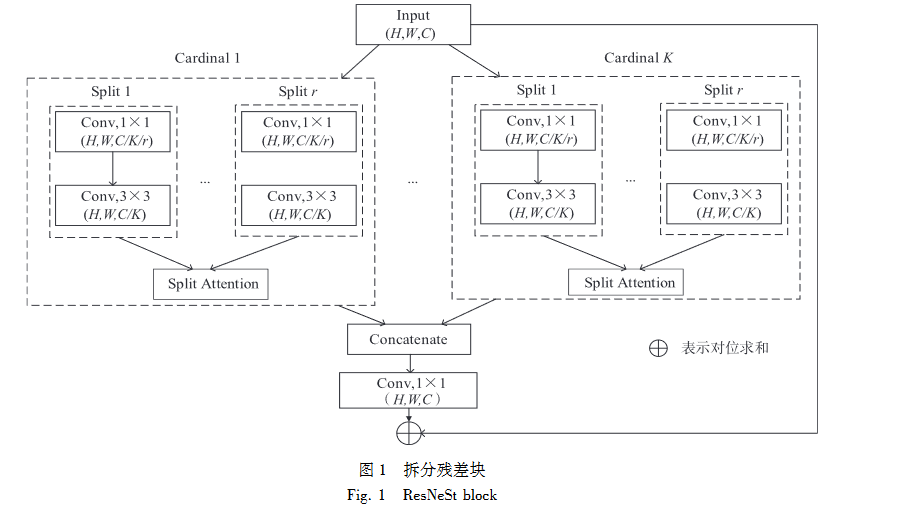 Input
(H,W,C)
Cardinal 1
Cardinal K
Split 1
Split r
Split 1
Split r
Conv,1×1
(H,W,C/K/r)
Conv,1×1
(H,W,C/K/r)
Conv,1×1
(H,W,C/K/r)
Conv,1×1
(H,W,C/K/r)
...
...
...
Conv,3×3
(H,W,C/K)
Conv,3×3
(H,W,C/K)
Conv,3×3
(H,W,C/K)
Conv,3×3
(H,W,C/K)
Split Attention
Split Attention
Concatenate
表示对位求和
Conv,1×1
(H,W,C)
图 1 拆分残差块
Fig. 1 ResNeSt block